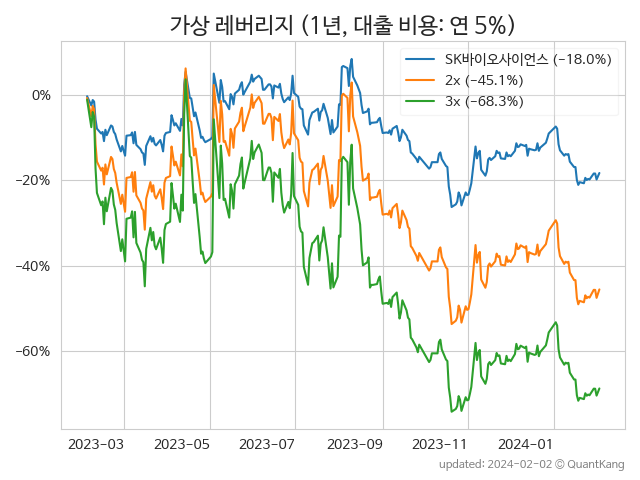 가상 레버리지 (1년, 대출 비용: 연 5%)
SK바이오사이언스 (−18.0%)
2x (−45.1%)
3x (−68.3%)
0%
−20%
−40%
−60%
2023−03 2023−05 2023−07 2023−09 2023−11 2024−01
updated: 2024−02−02 © QuantKang